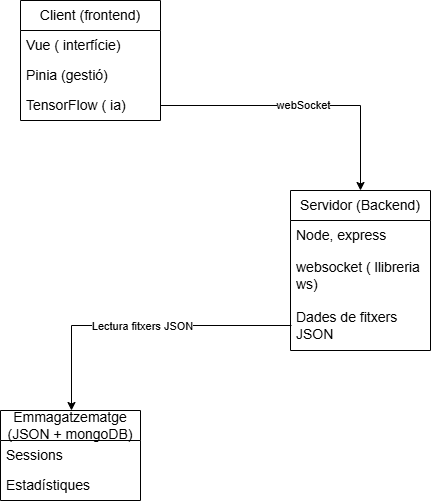 Client (frontend)
Vue ( interfície)
Pinia (gestió)
TensorFlow ( ia)
webSocket
Servidor (Backend)
Node, express
websocket ( llibreria
ws)
Dades de fitxers
JSON
Lectura fitxers JSON
Emmagatzematge
(JSON + mongoDB)
Sessions
Estadístiques